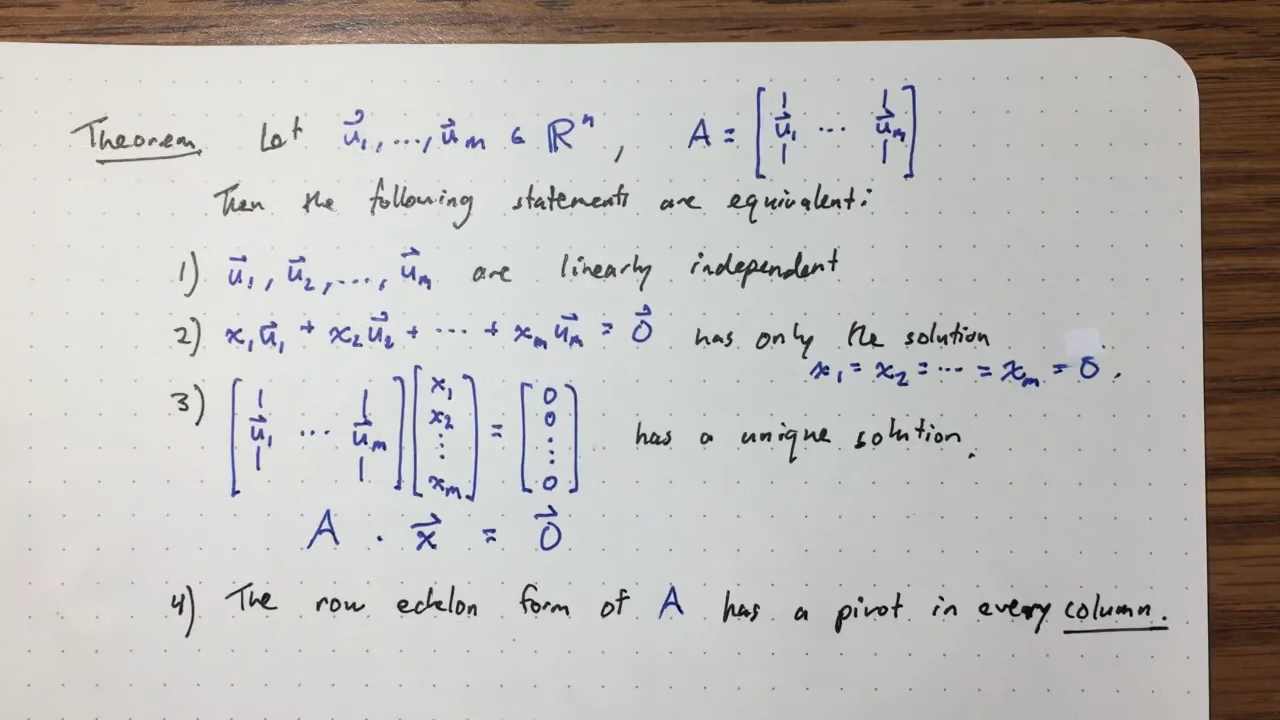 Theorem. Let u⃗₁, ..., u⃗ₘ ∈ ℝⁿ, A = [u⃗₁ ⋯ u⃗ₘ]
Then the following statements are equivalent:
1) u⃗₁, u⃗₂, ..., u⃗ₘ are linearly independent
2) x₁u⃗₁ + x₂u⃗₂ + ⋯ + xₘu⃗ₘ = 0⃗ has only the solution
x₁ = x₂ = ⋯ = xₘ = 0.
3) [u⃗₁ ⋯ u⃗ₘ] [x₁ x₂ ⋮ xₘ] = [0 0 ⋮ 0] has a unique solution.
A · x⃗ = 0⃗
4) The row echelon form of A has a pivot in every column.